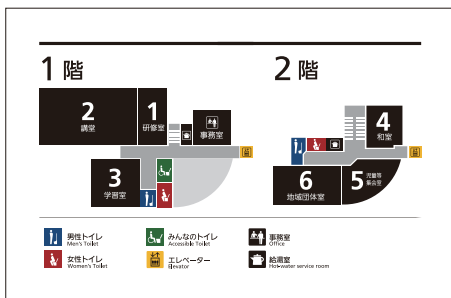 1階
2階
2
講堂
1
研修室
事務室
4
和室
3
学習室
6
地域団体室
5
児童等
集会室
男性トイレ
Men's Toilet
みんなのトイレ
Accessible Toilet
事務室
Office
女性トイレ
Women's Toilet
エレベーター
Elevator
給湯室
Hot-water service room